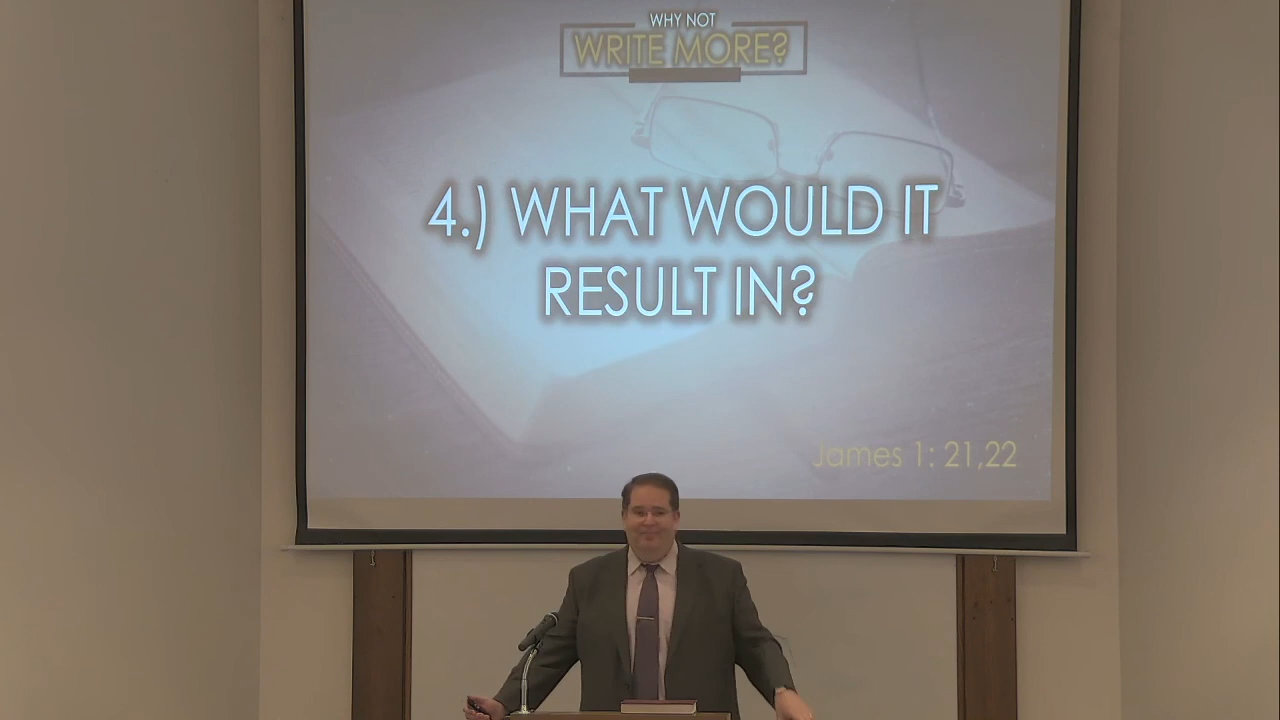 WHY NOT
WRITE MORE?
4.) WHAT WOULD IT
RESULT IN?
James 1: 21,22